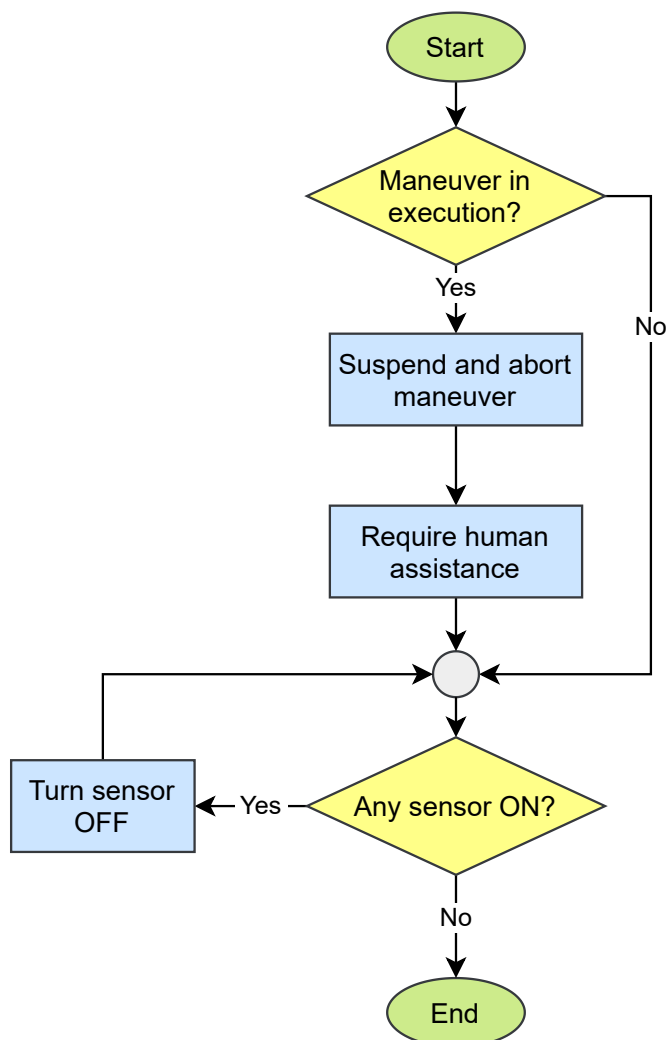 Start
Maneuver in
execution?
Yes
No
Suspend and abort
maneuver
Require human
assistance
Turn sensor
OFF
Yes
Any sensor ON?
No
End